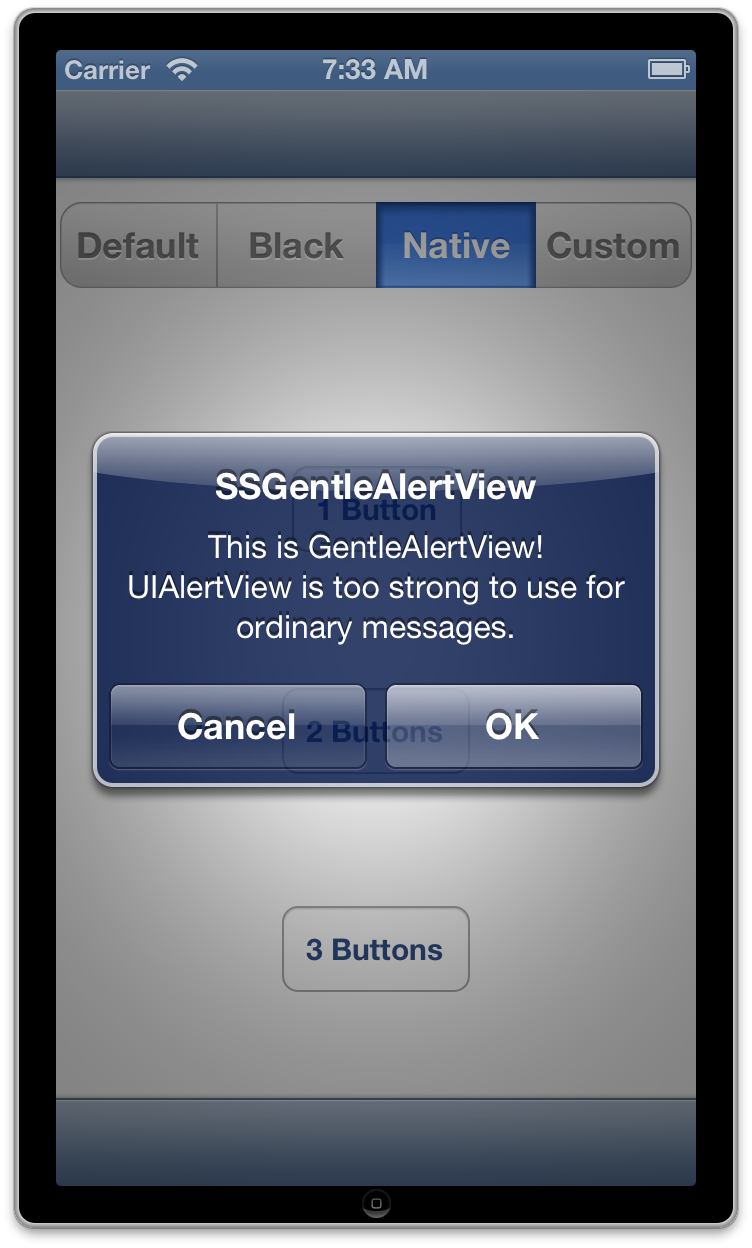 Carrier 7:33 AM
Default Black Native Custom
1 Button
SSGentleAlertView
This is GentleAlertView!
UIAlertView is too strong to use for
ordinary messages.
2 Buttons
Cancel OK
3 Buttons